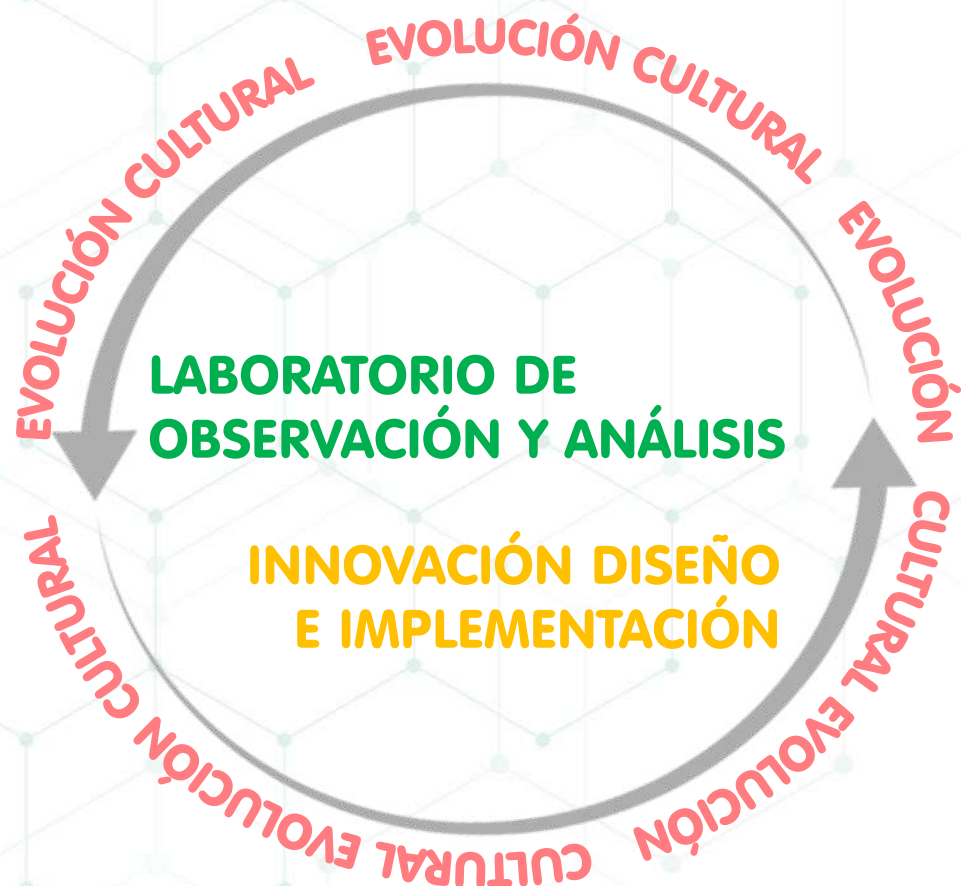 EVOLUCIÓN CULTURAL EVOLUCIÓN CULTURAL EVOLUCIÓN CULTURAL EVOLUCIÓN CULTURAL EVOLUCIÓN CULTURAL
LABORATORIO DE
OBSERVACIÓN Y ANÁLISIS
INNOVACIÓN DISEÑO
E IMPLEMENTACIÓN